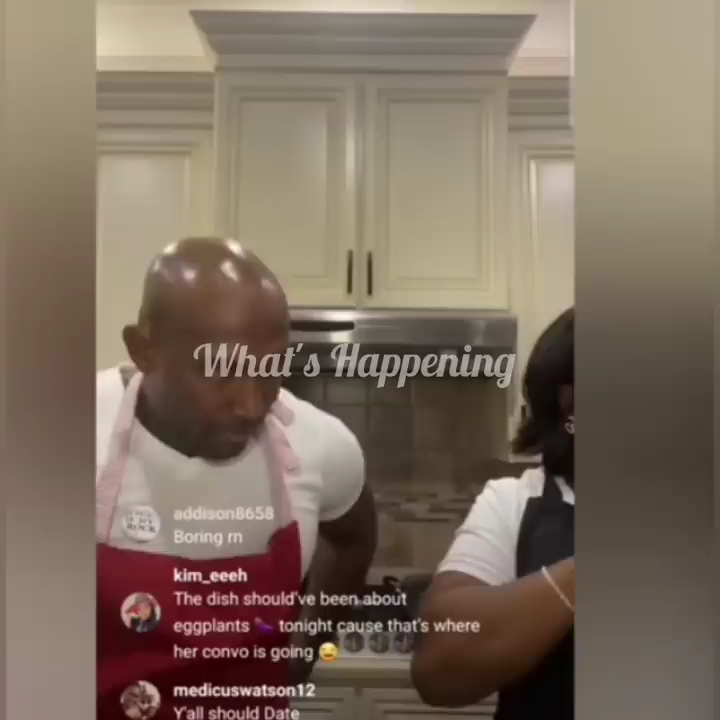 What's Happening
ROCK
addison8658
Boring rn
kim_eeeh
The dish should've been about
eggplants 🍆 tonight cause that's where
her convo is going 😂
medicuswatson12
Y'all should Date